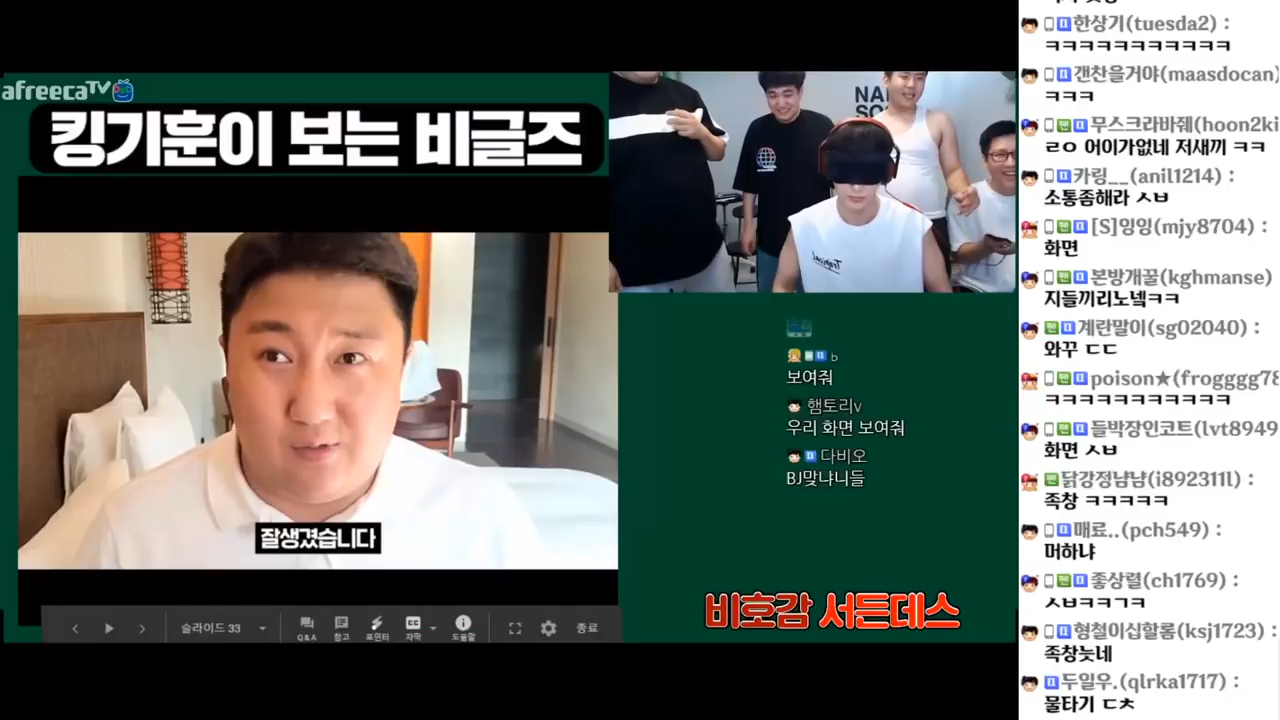 afreecaTV
킹기훈이 보는 비글즈
잘생겼습니다
슬라이드 33
Q&A
참고
포인터
자막
도움말
종료
b
보여줘
햄토리v
우리 화면 보여줘
다비오
BJ맞냐니들
비호감 서든데스
한상기(tuesda2) :
ㅋㅋㅋㅋㅋㅋㅋㅋㅋㅋㅋ
갠찬을거야(maasdocan)
ㅋㅋㅋ
무스크라바줴(hoon2ki
ㄹㅇ 어이가없네 저새끼 ㅋㅋ
카링__(anil1214) :
소통좀해라 ㅅㅂ
[S]잉잉(mjy8704) :
화면
본방개꿀(kghmanse)
지들끼리노넼ㅋㅋ
계란말이(sg02040) :
와꾸 ㄷㄷ
poison★(frogggg78
ㅋㅋㅋㅋㅋㅋㅋㅋㅋㅋㅋ
들박장인코트(lvt8949
화면 ㅅㅂ
닭강정냠냠(i892311l) :
족창 ㅋㅋㅋㅋㅋ
매료..(pch549) :
머하냐
좋상렬(ch1769) :
ㅅㅂㅋㅋㄱㅋ
형철이십할롬(ksj1723) :
족창늣네
두일우.(qlrka1717) :
물타기 ㄷㅊ